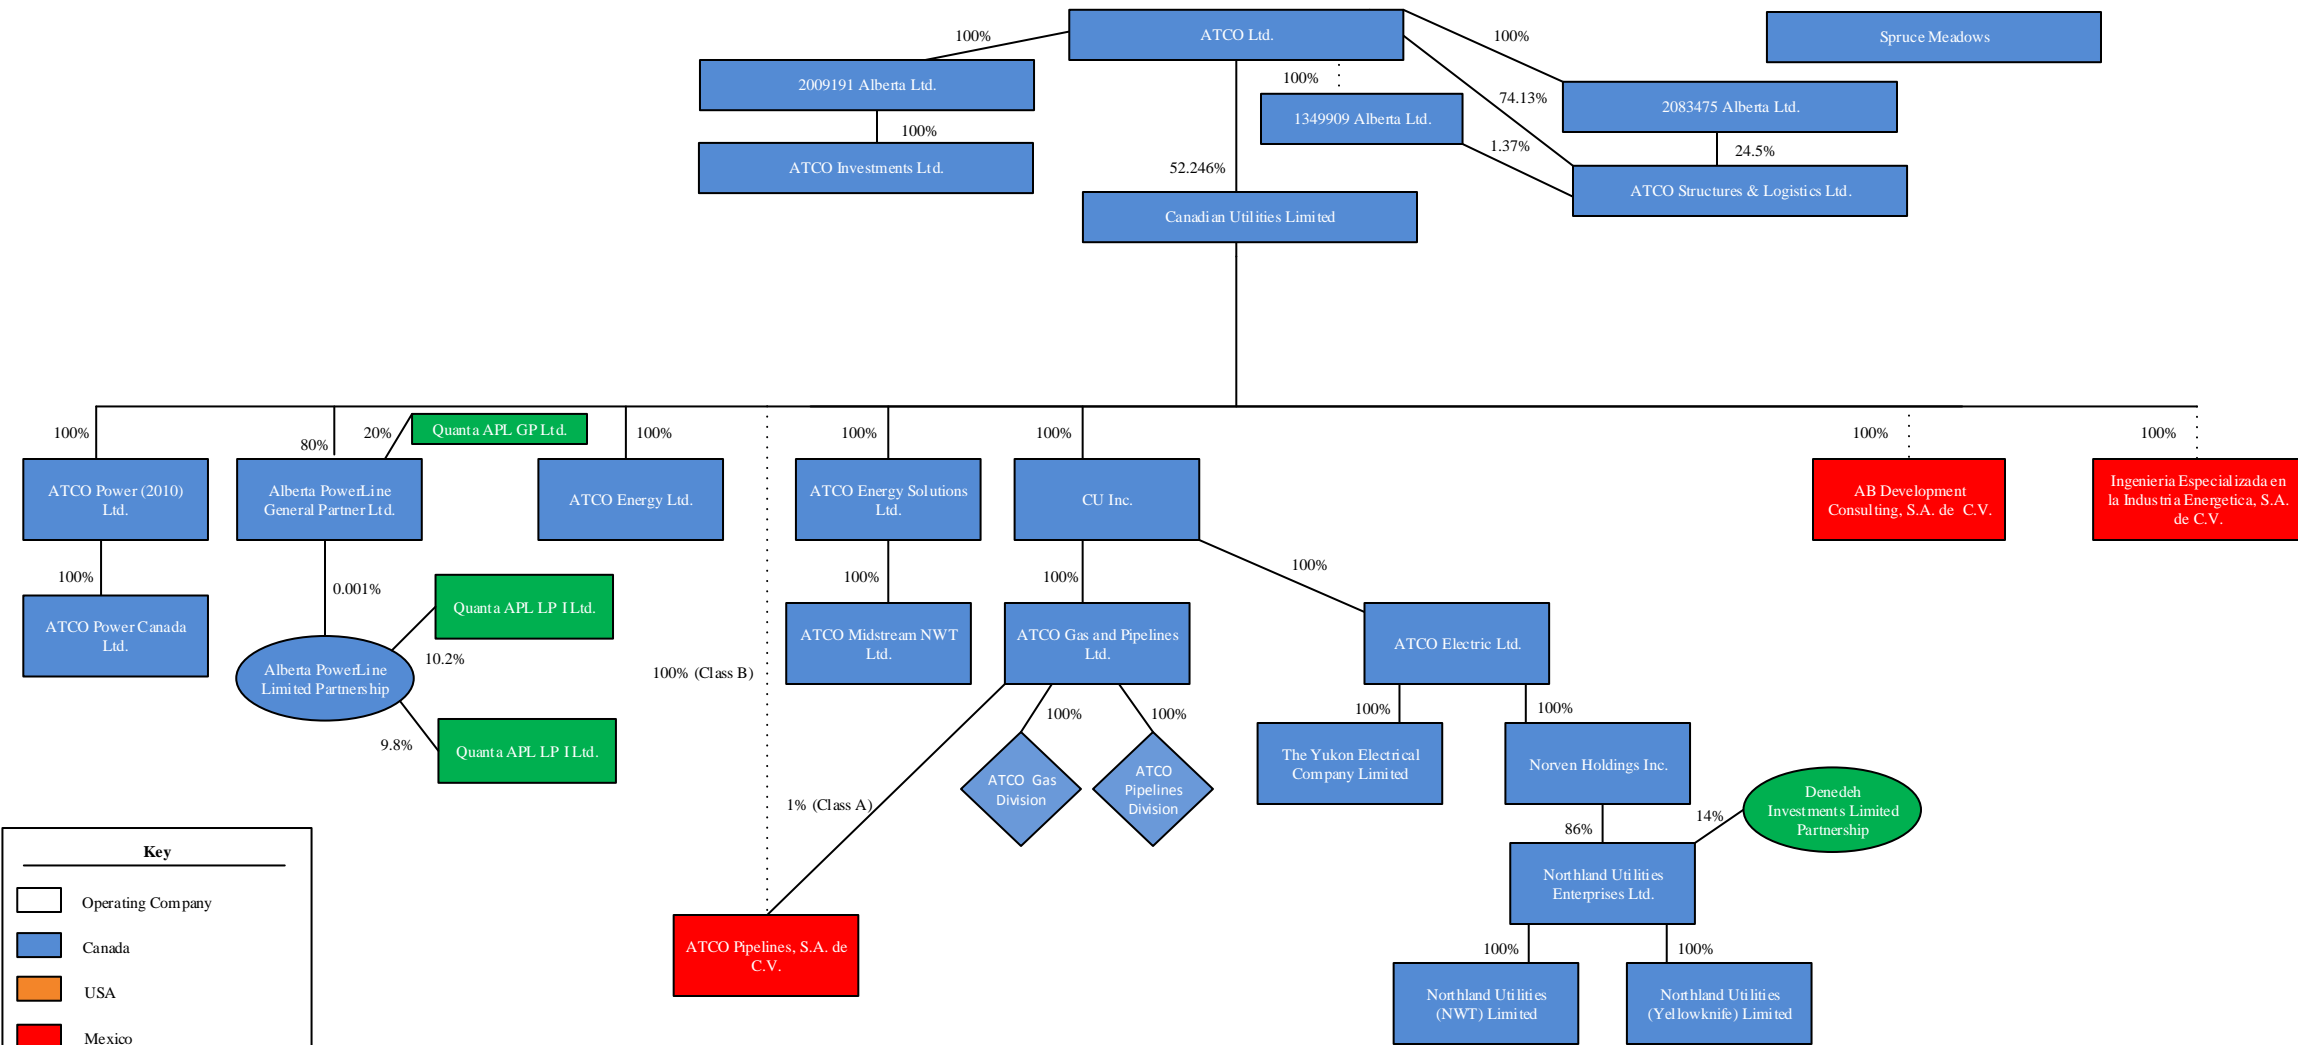 ATCO Ltd.
Spruce Meadows
100%
100%
2009191 Alberta Ltd.
100%
74.13%
1349909 Alberta Ltd.
2083475 Alberta Ltd.
100%
1.37%
24.5%
ATCO Investments Ltd.
52.246%
ATCO Structures & Logistics Ltd.
Canadian Utilities Limited
100%
80%
20%
Quanta APL GP Ltd.
100%
100%
100%
100%
100%
ATCO Power (2010)
Ltd.
Alberta PowerLine
General Partner Ltd.
ATCO Energy Ltd.
ATCO Energy Solutions
Ltd.
CU Inc.
AB Development
Consulting, S.A. de C.V.
Ingenieria Especializada en
la Industria Energetica, S.A.
de C.V.
100%
0.001%
100%
100%
100%
ATCO Power Canada
Ltd.
Quanta APL LP I Ltd.
ATCO Midstream NWT
Ltd.
ATCO Gas and Pipelines
Ltd.
ATCO Electric Ltd.
Alberta PowerLine
Limited Partnership
10.2%
100% (Class B)
9.8%
Quanta APL LP I Ltd.
100%
100%
100%
100%
ATCO Gas
Division
ATCO
Pipelines
Division
The Yukon Electrical
Company Limited
Norven Holdings Inc.
1% (Class A)
86%
14%
Denedeh
Investments Limited
Partnership
Northland Utilities
Enterprises Ltd.
ATCO Pipelines, S.A. de
C.V.
100%
100%
Northland Utilities
(NWT) Limited
Northland Utilities
(Yellowknife) Limited
Key
Operating Company
Canada
USA
Mexico